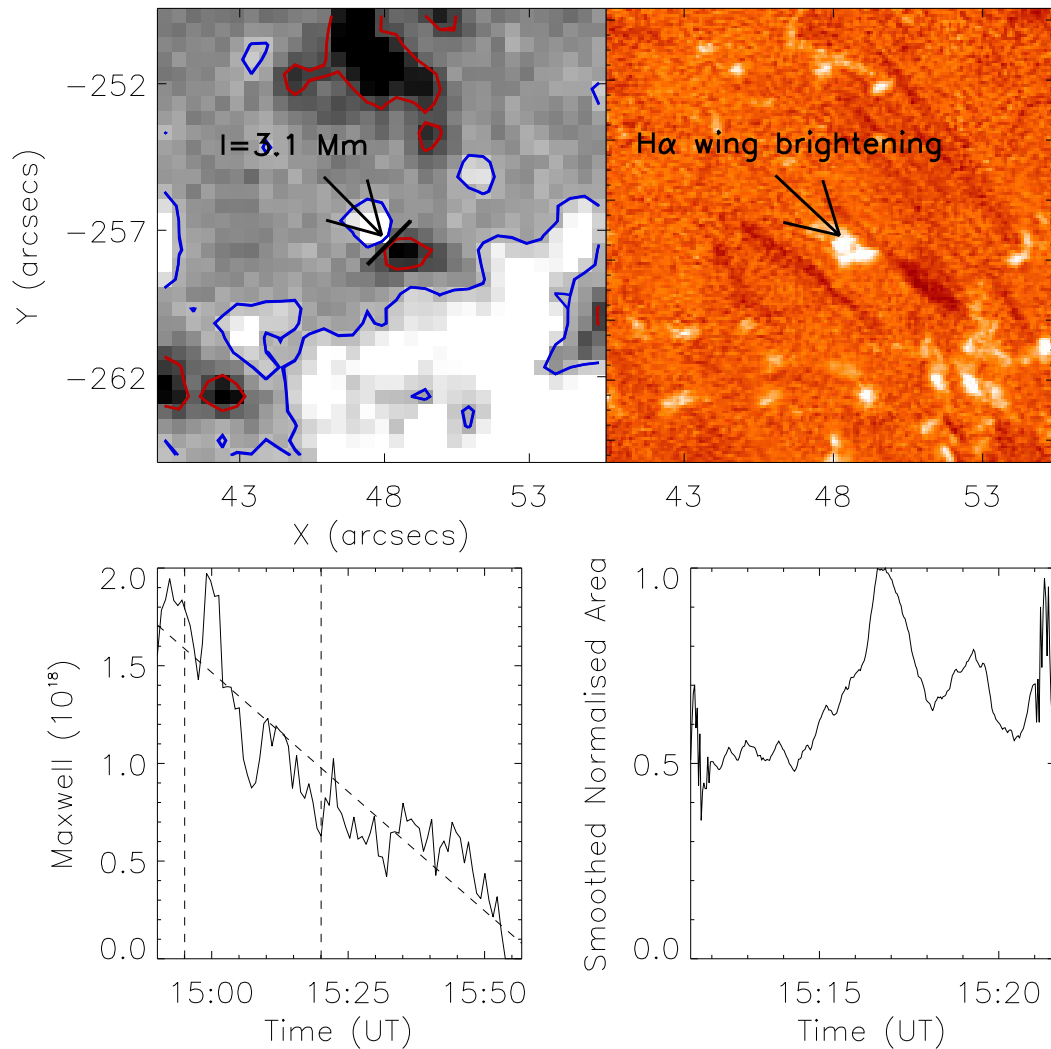 −252
−257
−262
Y (arcsecs)
l=3.1 Mm
Hα wing brightening
43 48 53
43 48 53
X (arcsecs)
2.0
1.5
1.0
0.5
0.0
Maxwell (10¹⁸)
15:00 15:25 15:50
Time (UT)
1.0
0.5
0.0
Smoothed Normalised Area
15:15 15:20
Time (UT)